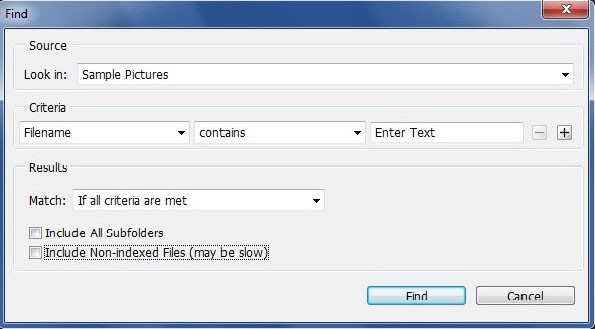 Find
Source
Look in: Sample Pictures
Criteria
Filename contains Enter Text
Results
Match: If all criteria are met
Include All Subfolders
Include Non-indexed Files (may be slow)
Find Cancel